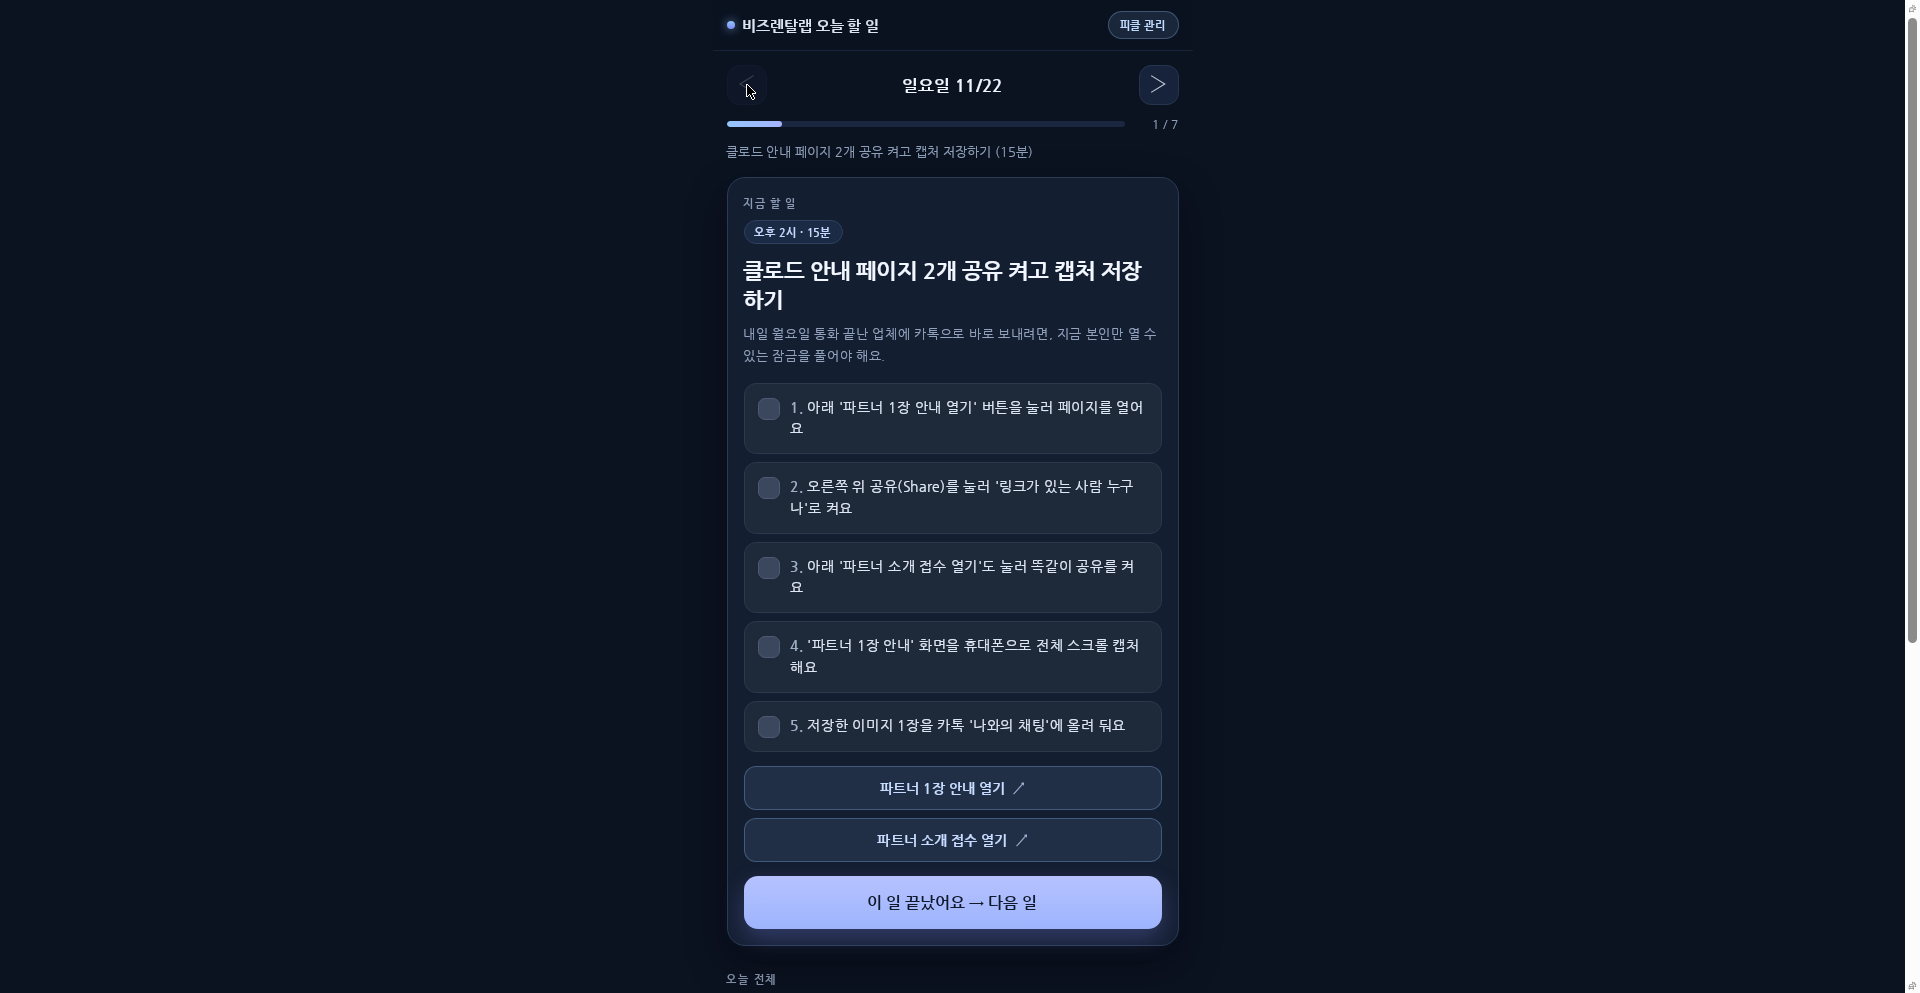 비즈렌탈랩 오늘 할 일
피클 관리
일요일 11/22
1 / 7
클로드 안내 페이지 2개 공유 켜고 캡처 저장하기 (15분)
지금 할 일
오후 2시 · 15분
클로드 안내 페이지 2개 공유 켜고 캡처 저장
하기
내일 월요일 통화 끝난 업체에 카톡으로 바로 보내려면, 지금 본인만 열 수
있는 잠금을 풀어야 해요.
1. 아래 '파트너 1장 안내 열기' 버튼을 눌러 페이지를 열어
요
2. 오른쪽 위 공유(Share)를 눌러 '링크가 있는 사람 누구
나'로 켜요
3. 아래 '파트너 소개 접수 열기'도 눌러 똑같이 공유를 켜
요
4. '파트너 1장 안내' 화면을 휴대폰으로 전체 스크롤 캡처
해요
5. 저장한 이미지 1장을 카톡 '나와의 채팅'에 올려 둬요
파트너 1장 안내 열기 ↗
파트너 소개 접수 열기 ↗
이 일 끝났어요 → 다음 일
오늘 전체